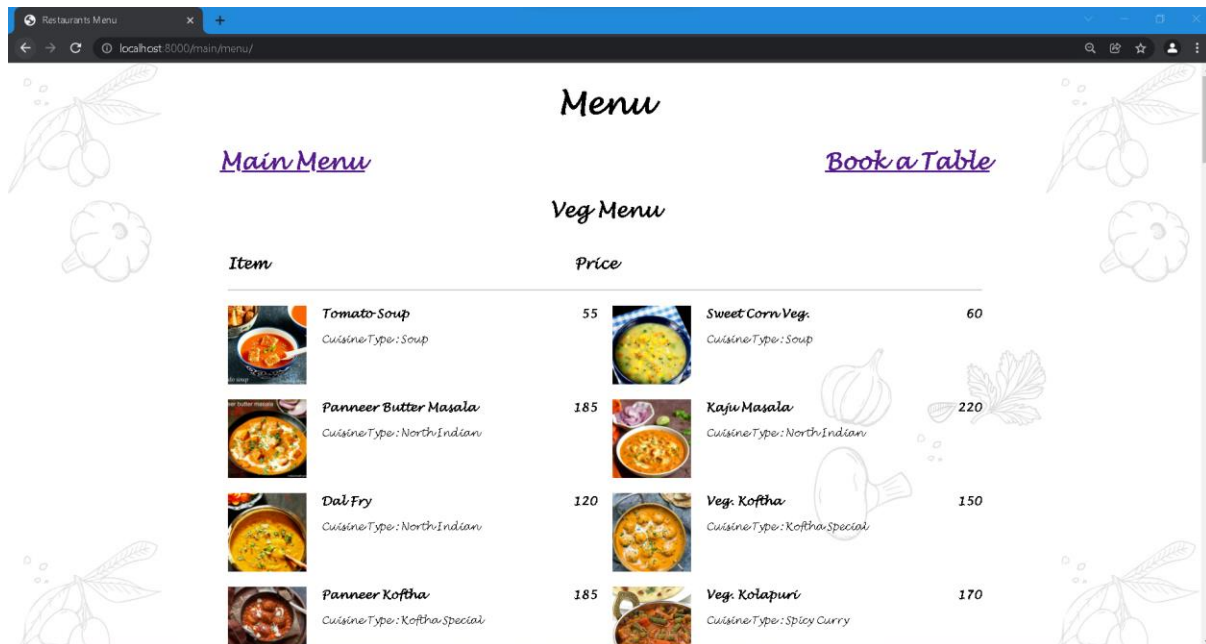 Restaurants Menu
localhost:8000/main/menu/
Menu
Main Menu
Book a Table
Veg Menu
Item Price
Tomato Soup 55
Cuisine Type : Soup
Sweet Corn Veg. 60
Cuisine Type : Soup
Panneer Butter Masala 185
Cuisine Type : North Indian
Kaju Masala 220
Cuisine Type : North Indian
Dal Fry 120
Cuisine Type : North Indian
Veg. Koftha 150
Cuisine Type : Koftha Special
Panneer Koftha 185
Cuisine Type : Koftha Special
Veg. Kolapuri 170
Cuisine Type : Spicy Curry